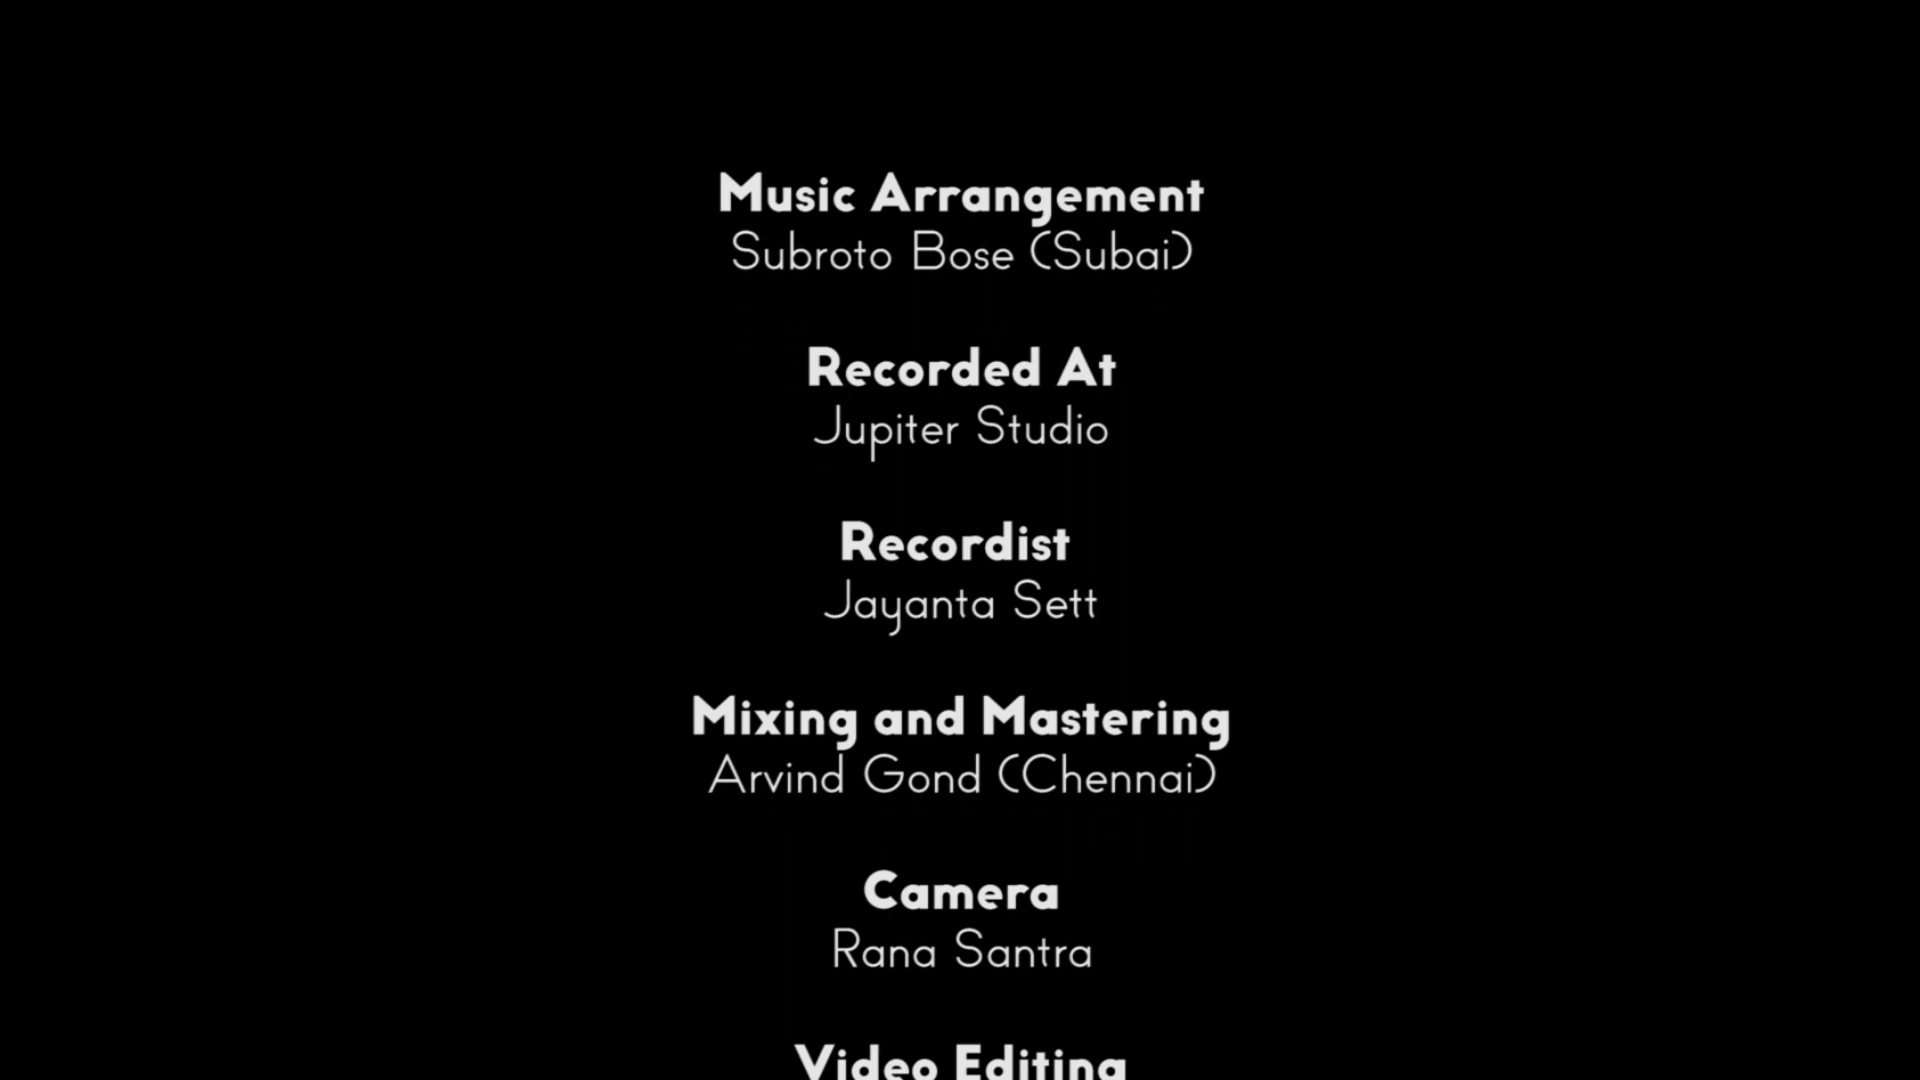 Music Arrangement
Subroto Bose (Subai)
Recorded At
Jupiter Studio
Recordist
Jayanta Sett
Mixing and Mastering
Arvind Gond (Chennai)
Camera
Rana Santra
Video Editing